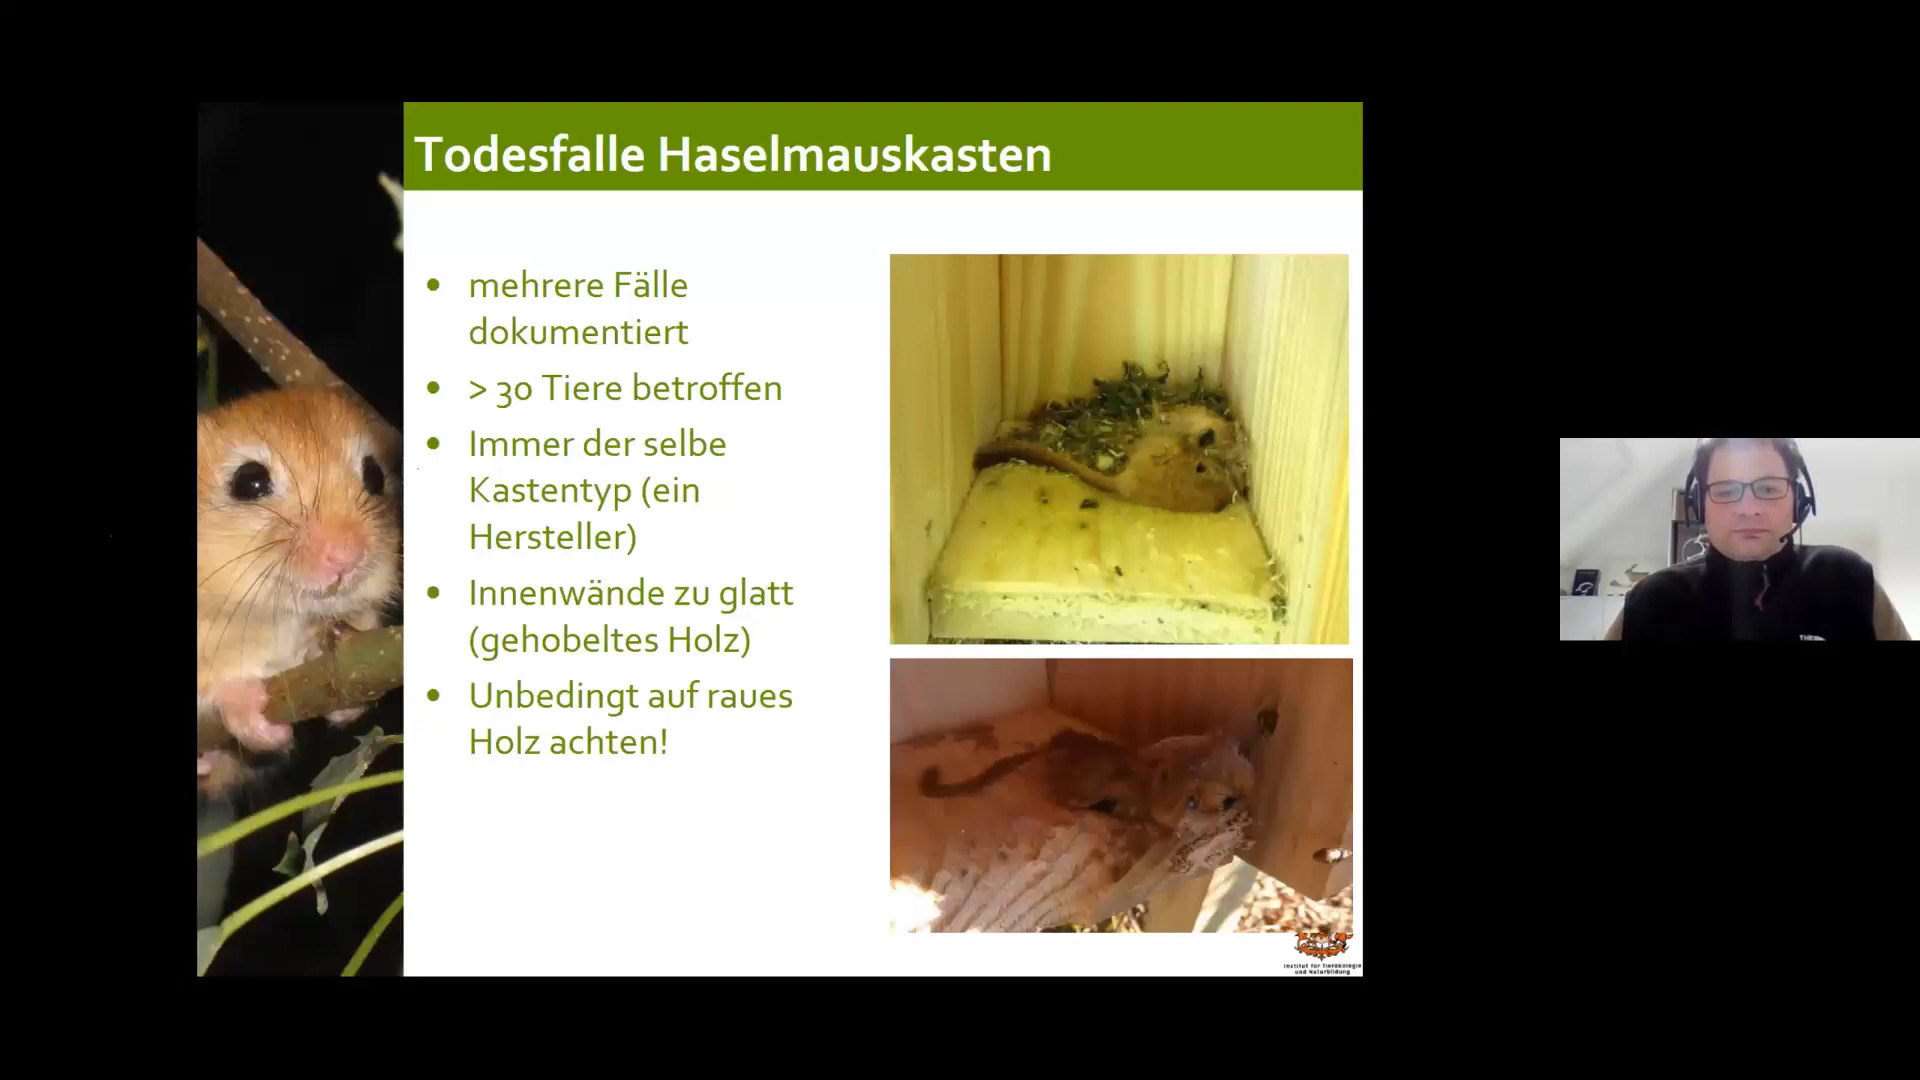 Todesfalle Haselmauskasten
• mehrere Fälle
dokumentiert
• > 30 Tiere betroffen
• Immer der selbe
Kastentyp (ein
Hersteller)
• Innenwände zu glatt
(gehobeltes Holz)
• Unbedingt auf raues
Holz achten!
Institut für Tierökologie
und Naturbildung
THE